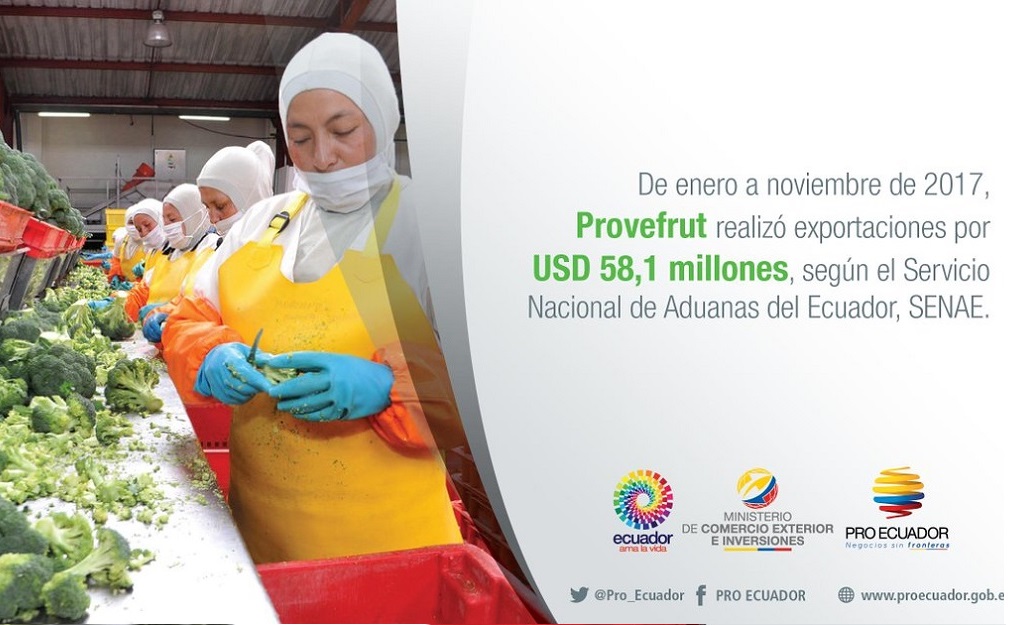 De enero a noviembre de 2017,
Provefrut realizó exportaciones por
USD 58,1 millones, según el Servicio
Nacional de Aduanas del Ecuador, SENAE.
ecuador
ama la vida
MINISTERIO
DE COMERCIO EXTERIOR
E INVERSIONES
PRO ECUADOR
Negocios sin fronteras
@Pro_Ecuador PRO ECUADOR www.proecuador.gob.e